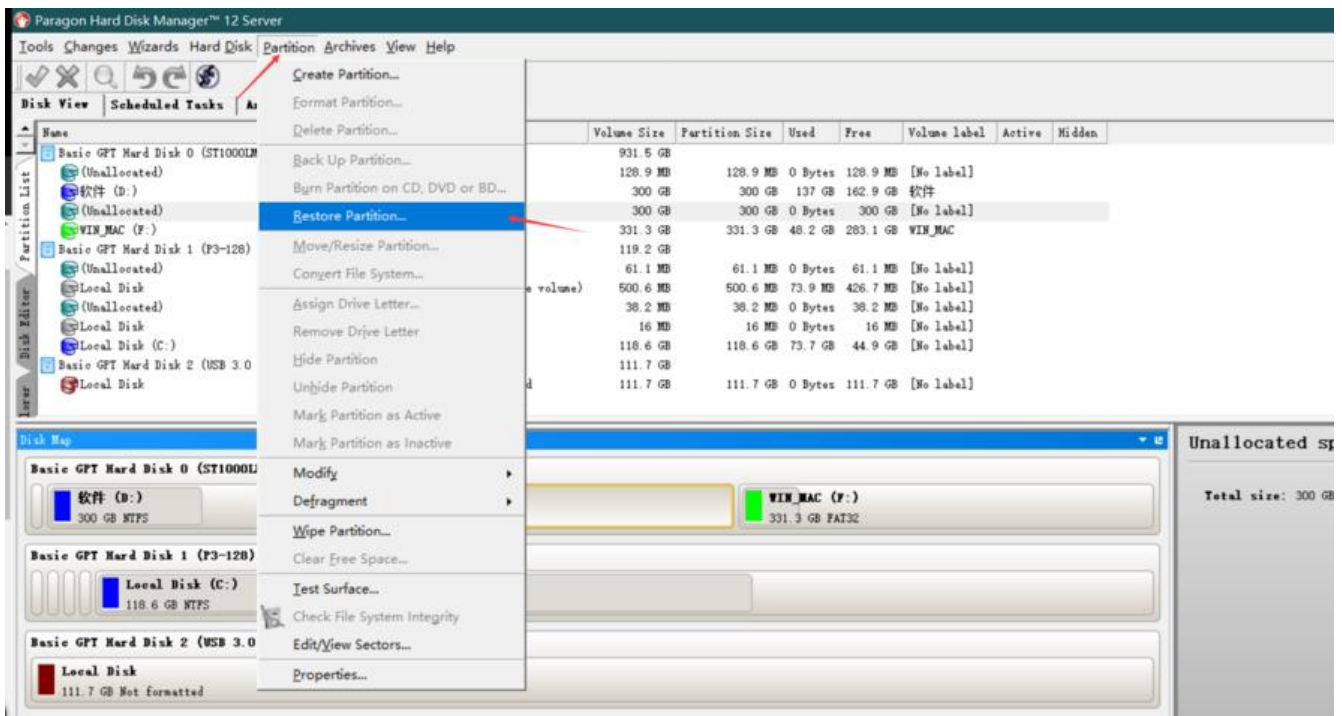 Paragon Hard Disk Manager™ 12 Server
Tools Changes Wizards Hard Disk Partition Archives View Help
Disk View Scheduled Tasks
Create Partition...
Format Partition...
Delete Partition...
Back Up Partition...
Burn Partition on CD, DVD or BD...
Restore Partition...
Move/Resize Partition...
Convert File System...
Assign Drive Letter...
Remove Drive Letter
Hide Partition
Unhide Partition
Mark Partition as Active
Mark Partition as Inactive
Modify
Defragment
Wipe Partition...
Clear Free Space...
Test Surface...
Check File System Integrity
Edit/View Sectors...
Properties...
Partition List
Disk Editor
Name Volume Size Partition Size Used Free Volume label Active Hidden
Basic GPT Hard Disk 0 (ST1000LM 931.5 GB
(Unallocated) 128.9 MB 128.9 MB 0 Bytes 128.9 MB [No label]
软件 (D:) 300 GB 300 GB 137 GB 162.9 GB 软件
(Unallocated) 300 GB 300 GB 0 Bytes 300 GB [No label]
WIN_MAC (F:) 331.3 GB 331.3 GB 48.2 GB 283.1 GB WIN_MAC
Basic GPT Hard Disk 1 (P3-128) 119.2 GB
(Unallocated) 61.1 MB 61.1 MB 0 Bytes 61.1 MB [No label]
Local Disk e volume) 500.6 MB 500.6 MB 73.9 MB 426.7 MB [No label]
(Unallocated) 38.2 MB 38.2 MB 0 Bytes 38.2 MB [No label]
Local Disk 16 MB 16 MB 0 Bytes 16 MB [No label]
Local Disk (C:) 118.6 GB 118.6 GB 73.7 GB 44.9 GB [No label]
Basic GPT Hard Disk 2 (USB 3.0 111.7 GB
Local Disk d 111.7 GB 111.7 GB 0 Bytes 111.7 GB [No label]
Disk Map
Basic GPT Hard Disk 0 (ST1000L
软件 (D:)
300 GB NTFS
WIN_MAC (F:)
331.3 GB FAT32
Basic GPT Hard Disk 1 (P3-128)
Local Disk (C:)
118.6 GB NTFS
Basic GPT Hard Disk 2 (USB 3.0
Local Disk
111.7 GB Not formatted
Unallocated sp
Total size: 300 GB